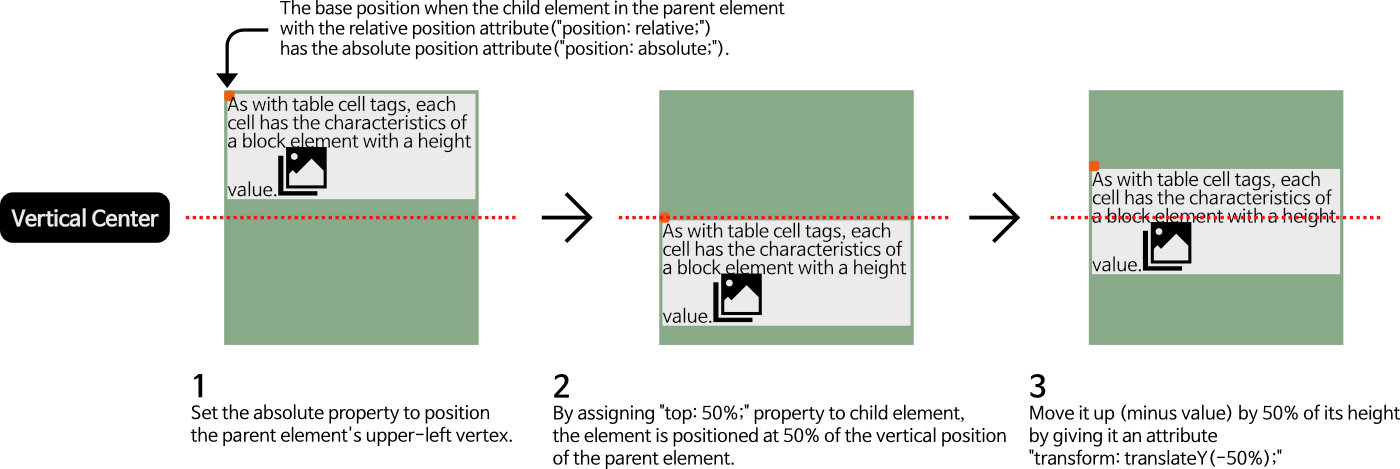 The base position when the child element in the parent element
with the relative position attribute("position: relative;")
has the absolute position attribute("position: absolute;").
Vertical Center
As with table cell tags, each
cell has the characteristics of
a block element with a height
value.
As with table cell tags, each
cell has the characteristics of
a block element with a height
value.
As with table cell tags, each
cell has the characteristics of
a block element with a height
value.
1
Set the absolute property to position
the parent element's upper-left vertex.
2
By assigning "top: 50%;" property to child element,
the element is positioned at 50% of the vertical position
of the parent element.
3
Move it up (minus value) by 50% of its height
by giving it an attribute
"transform: translateY(-50%);"